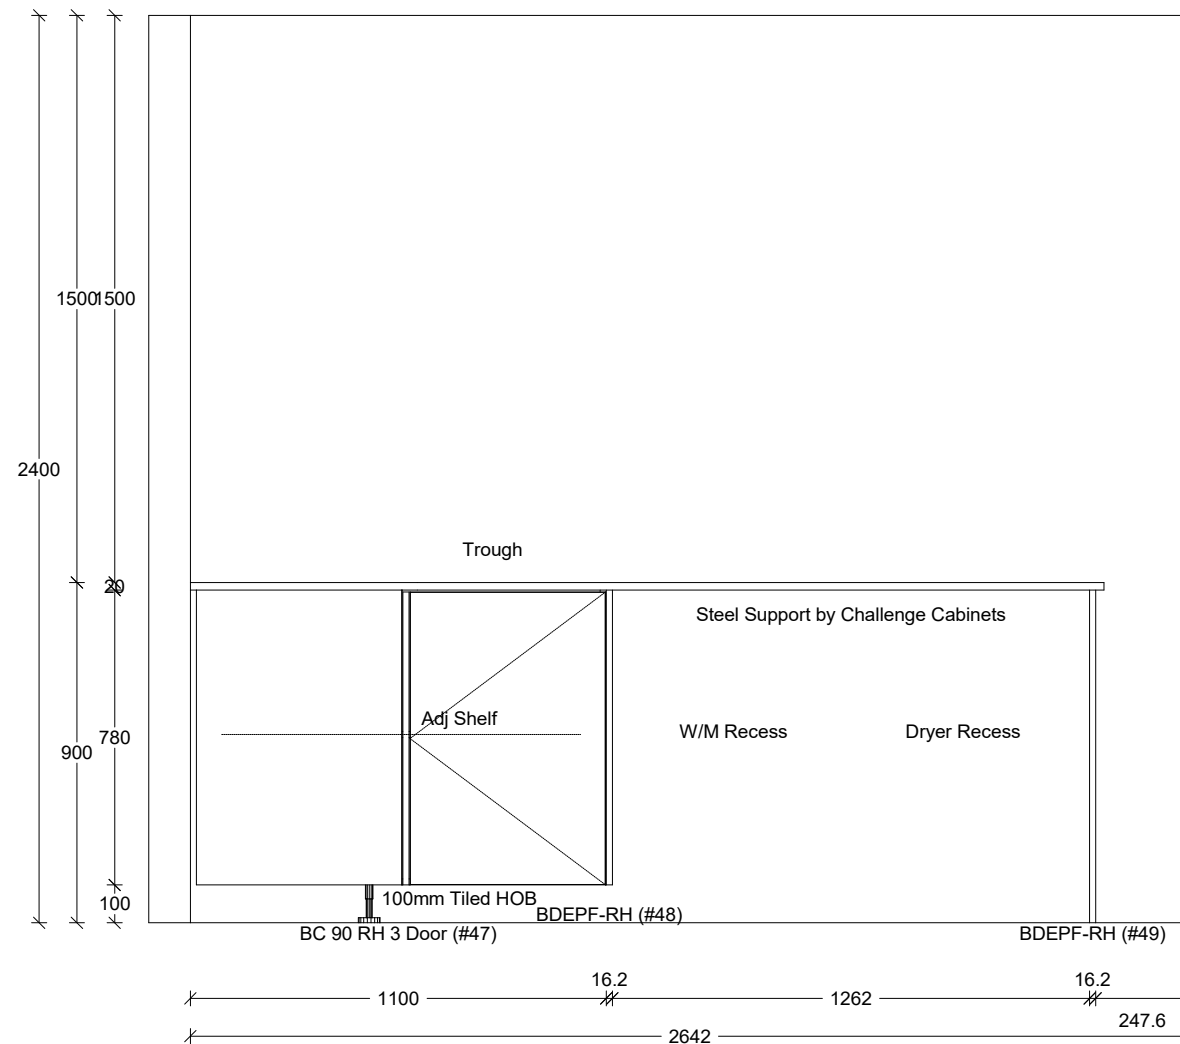 1500
1500
2400
Trough
20
Steel Support by Challenge Cabinets
Adj Shelf
W/M Recess
Dryer Recess
780
900
100
100mm Tiled HOB
BDEPF-RH (#48)
BC 90 RH 3 Door (#47)
BDEPF-RH (#49)
16.2
16.2
1100
1262
247.6
2642